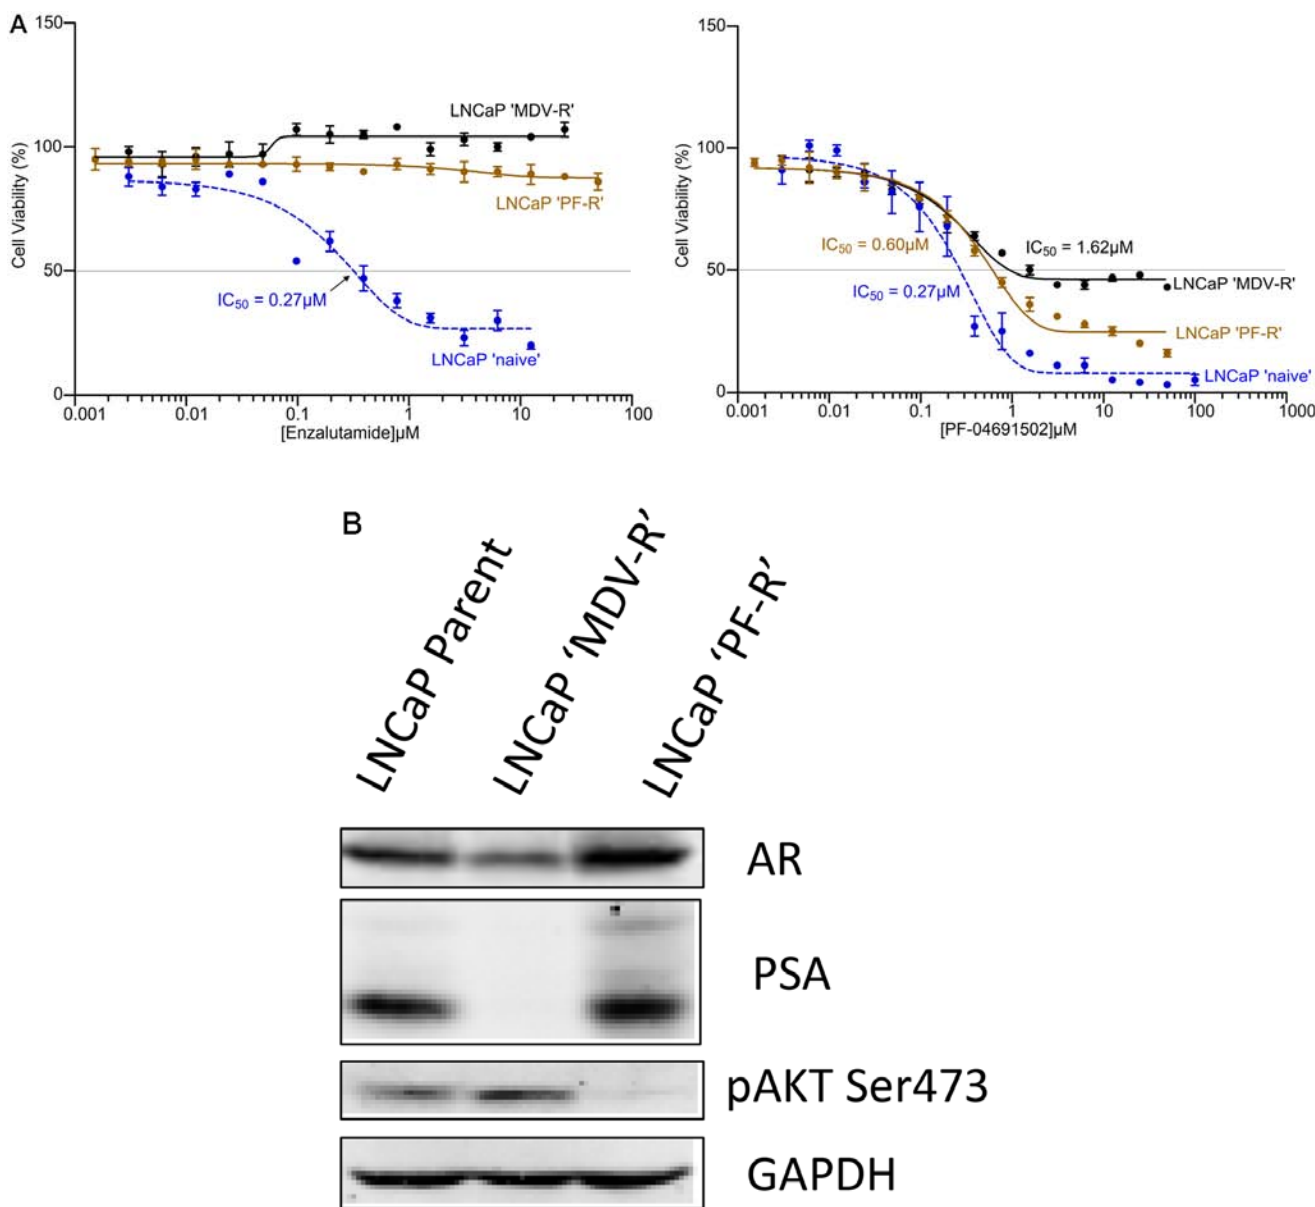 A
150
100
50
0
Cell Viability (%)
LNCaP 'MDV-R'
LNCaP 'PF-R'
IC50 = 0.27µM
LNCaP 'naive'
0.001 0.01 0.1 1 10 100
[Enzalutamide]µM
150
100
50
0
Cell Viability (%)
IC50 = 0.60µM
IC50 = 1.62µM
IC50 = 0.27µM
LNCaP 'MDV-R'
LNCaP 'PF-R'
LNCaP 'naive'
0.001 0.01 0.1 1 10 100 1000
[PF-04691502]µM
B
LNCaP Parent
LNCaP ‘MDV-R’
LNCaP ‘PF-R’
AR
PSA
pAKT Ser473
GAPDH